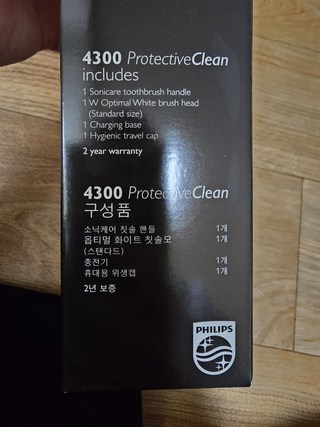 4300 ProtectiveClean
includes
1 Sonicare toothbrush handle
1 W Optimal White brush head
(Standard size)
1 Charging base
1 Hygienic travel cap
2 year warranty
4300 ProtectiveClean
구성품
소닉케어 칫솔 핸들 1개
옵티멀 화이트 칫솔모 1개
(스탠다드)
충전기 1개
휴대용 위생캡 1개
2년 보증
PHILIPS